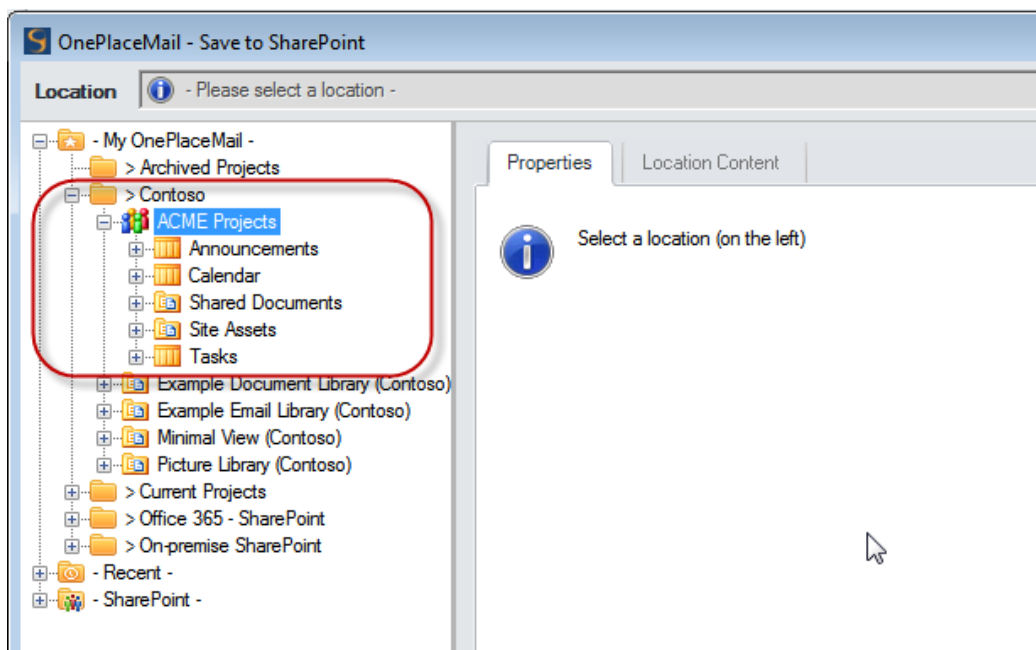 OnePlaceMail - Save to SharePoint
Location - Please select a location -
- My OnePlaceMail -
> Archived Projects
> Contoso
ACME Projects
Announcements
Calendar
Shared Documents
Site Assets
Tasks
Example Document Library (Contoso)
Example Email Library (Contoso)
Minimal View (Contoso)
Picture Library (Contoso)
> Current Projects
> Office 365 - SharePoint
> On-premise SharePoint
- Recent -
- SharePoint -
Properties Location Content
Select a location (on the left)